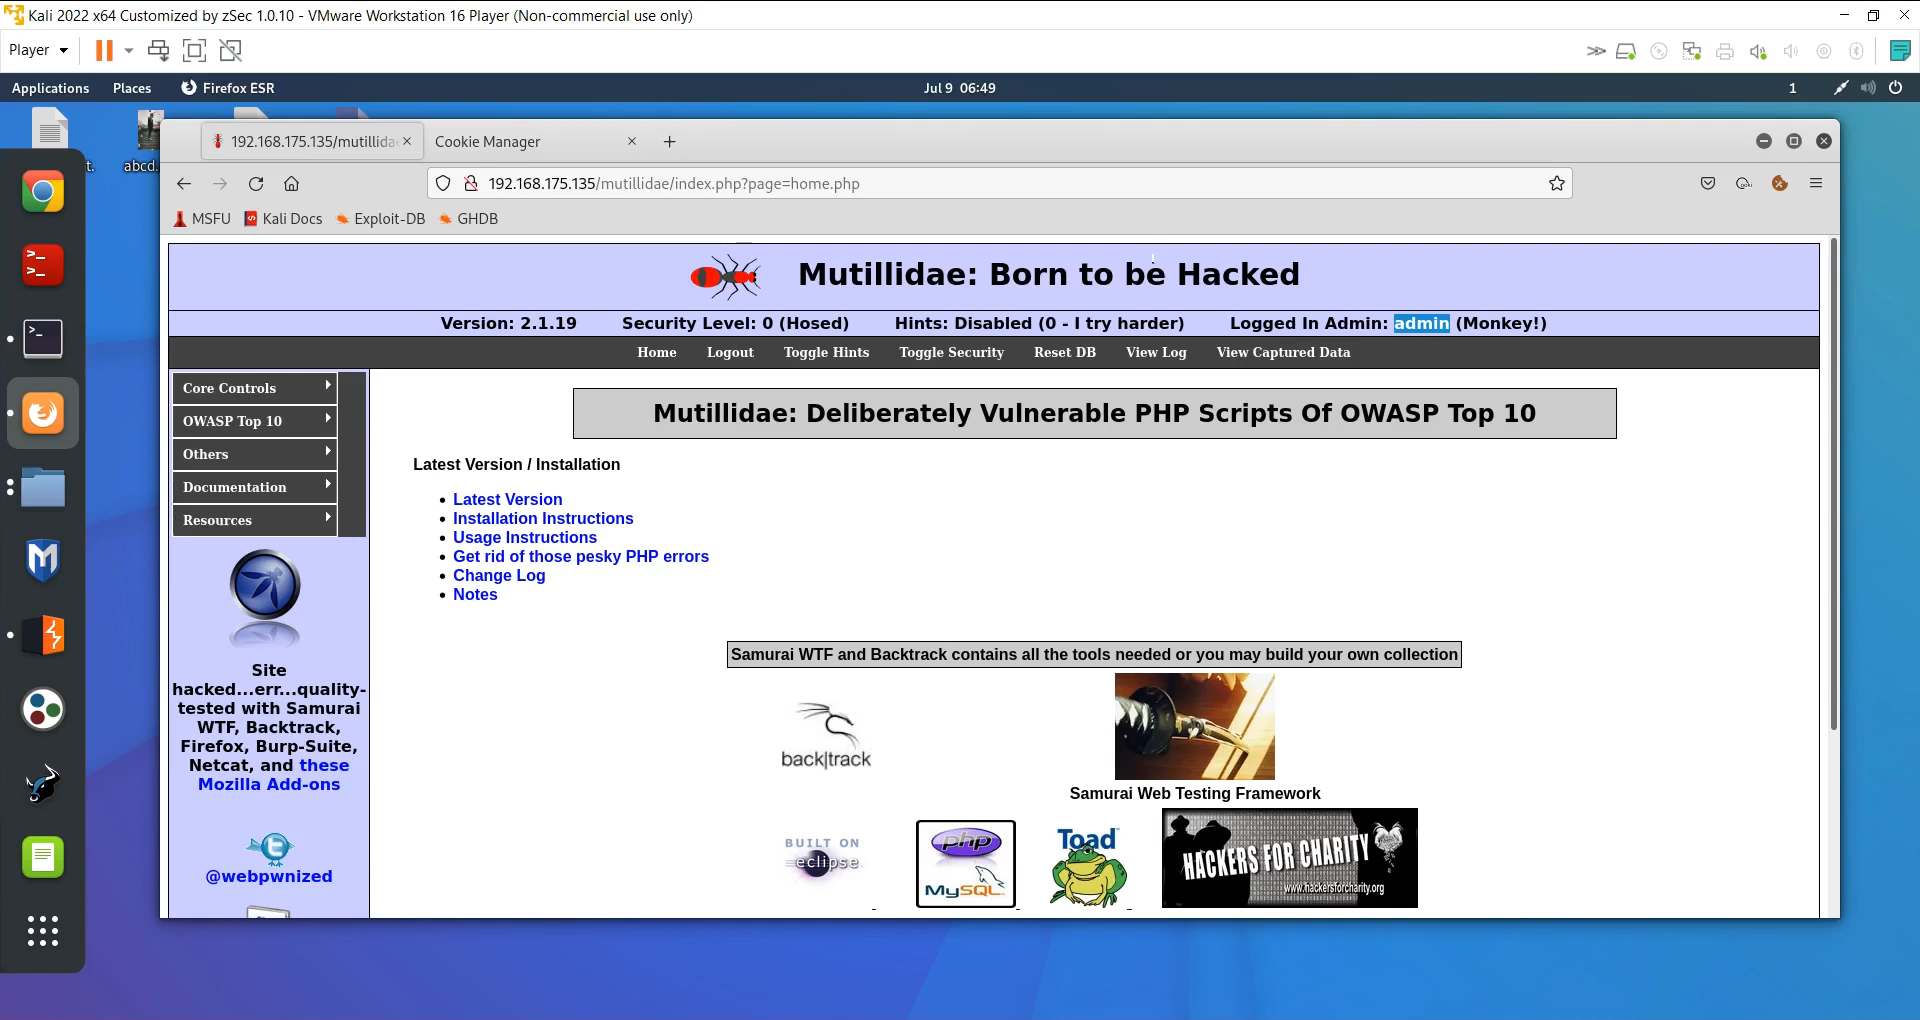 Kali 2022 x64 Customized by zSec 1.0.10 - VMware Workstation 16 Player (Non-commercial use only)
Player
Applications Places Firefox ESR Jul 9 06:49 1
t. abcd.
192.168.175.135/mutillidae Cookie Manager
192.168.175.135/mutillidae/index.php?page=home.php
MSFU Kali Docs Exploit-DB GHDB
Mutillidae: Born to be Hacked
Version: 2.1.19 Security Level: 0 (Hosed) Hints: Disabled (0 - I try harder) Logged In Admin: admin (Monkey!)
Home Logout Toggle Hints Toggle Security Reset DB View Log View Captured Data
Core Controls
OWASP Top 10
Others
Documentation
Resources
Site
hacked...err...quality-
tested with Samurai
WTF, Backtrack,
Firefox, Burp-Suite,
Netcat, and these
Mozilla Add-ons
@webpwnized
Mutillidae: Deliberately Vulnerable PHP Scripts Of OWASP Top 10
Latest Version / Installation
Latest Version
Installation Instructions
Usage Instructions
Get rid of those pesky PHP errors
Change Log
Notes
Samurai WTF and Backtrack contains all the tools needed or you may build your own collection
back|track
Samurai Web Testing Framework
BUILT ON
eclipse
php
MySQL
Toad
HACKERS FOR CHARITY
www.hackersforcharity.org